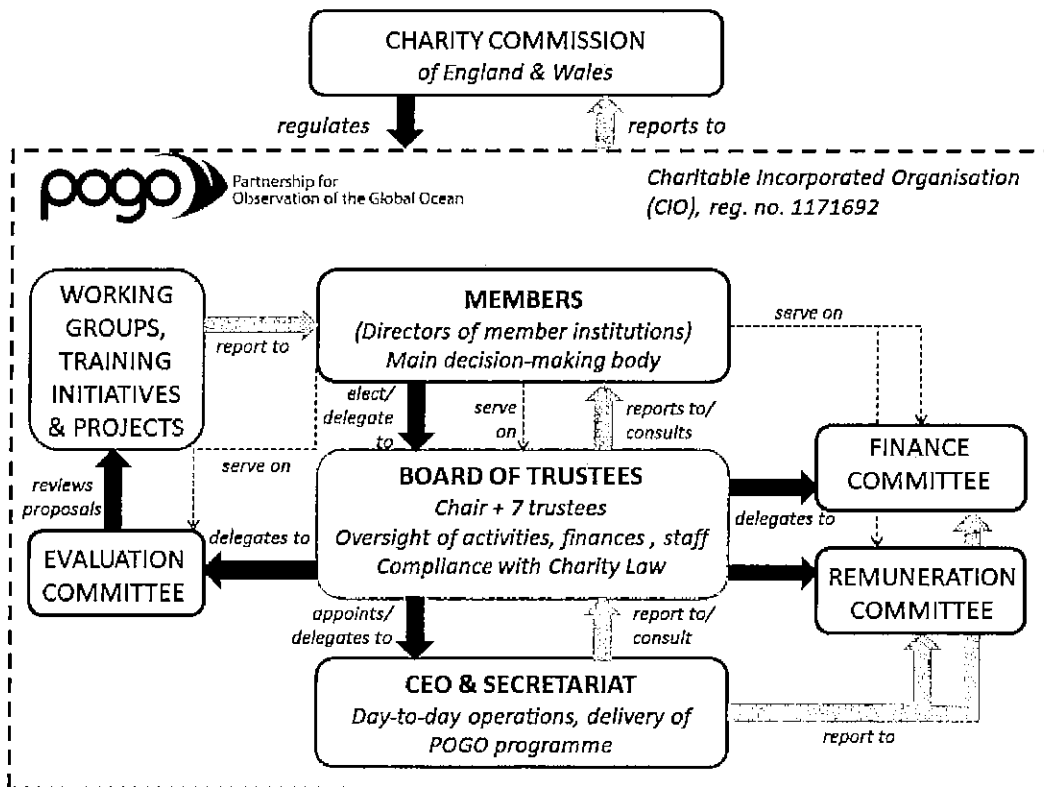 CHARITY COMMISSION
of England & Wales
regulates
reports to
pogo
Partnership for
Observation of the Global Ocean
Charitable Incorporated Organisation
(CIO), reg. no. 1171692
WORKING
GROUPS,
TRAINING
INITIATIVES
& PROJECTS
report to
MEMBERS
(Directors of member institutions)
Main decision-making body
serve on
elect/
delegate
to
serve
on
reports to/
consults
serve on
reviews
proposals
BOARD OF TRUSTEES
Chair + 7 trustees
Oversight of activities, finances , staff
Compliance with Charity Law
FINANCE
COMMITTEE
delegates to
delegates to
EVALUATION
COMMITTEE
REMUNERATION
COMMITTEE
appoints/
delegates to
report to/
consult
CEO & SECRETARIAT
Day-to-day operations, delivery of
POGO programme
report to